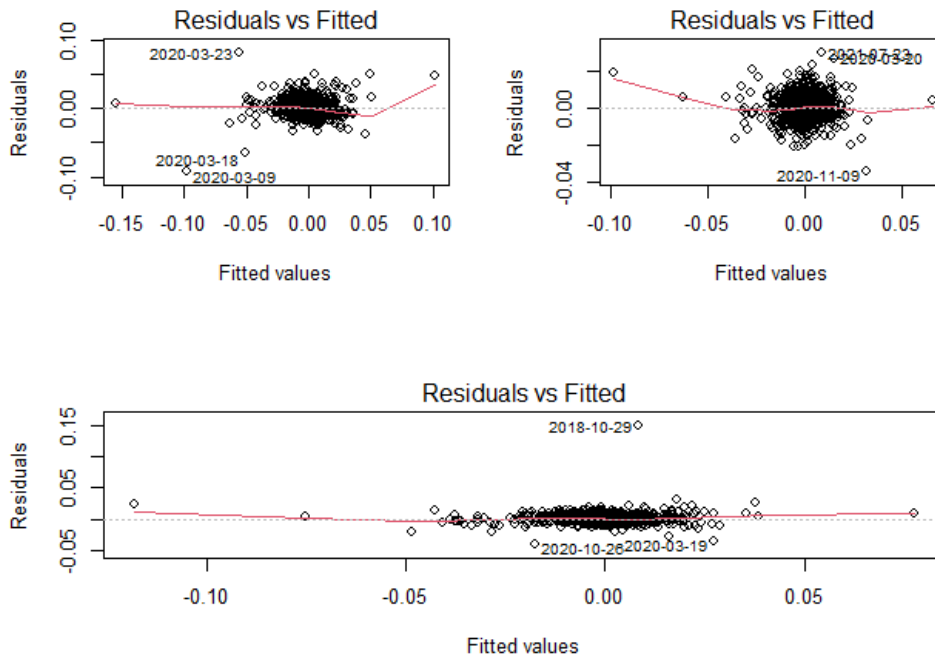 Residuals vs Fitted
Residuals
0.10
0.00
-0.10
2020-03-23
2020-03-18
2020-03-09
-0.15 -0.10 -0.05 0.00 0.05 0.10
Fitted values
Residuals vs Fitted
Residuals
0.00
-0.04
2021-07-23
2020-03-20
2020-11-09
-0.10 -0.05 0.00 0.05
Fitted values
Residuals vs Fitted
Residuals
0.15
0.05
-0.05
2018-10-29
2020-10-26
2020-03-19
-0.10 -0.05 0.00 0.05
Fitted values